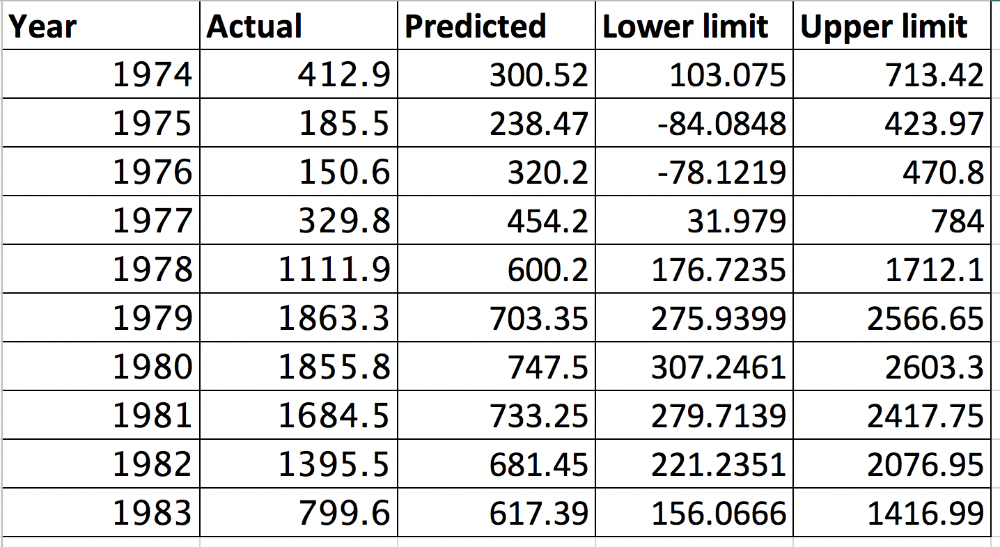 Year Actual Predicted Lower limit Upper limit
1974 412.9 300.52 103.075 713.42
1975 185.5 238.47 -84.0848 423.97
1976 150.6 320.2 -78.1219 470.8
1977 329.8 454.2 31.979 784
1978 1111.9 600.2 176.7235 1712.1
1979 1863.3 703.35 275.9399 2566.65
1980 1855.8 747.5 307.2461 2603.3
1981 1684.5 733.25 279.7139 2417.75
1982 1395.5 681.45 221.2351 2076.95
1983 799.6 617.39 156.0666 1416.99